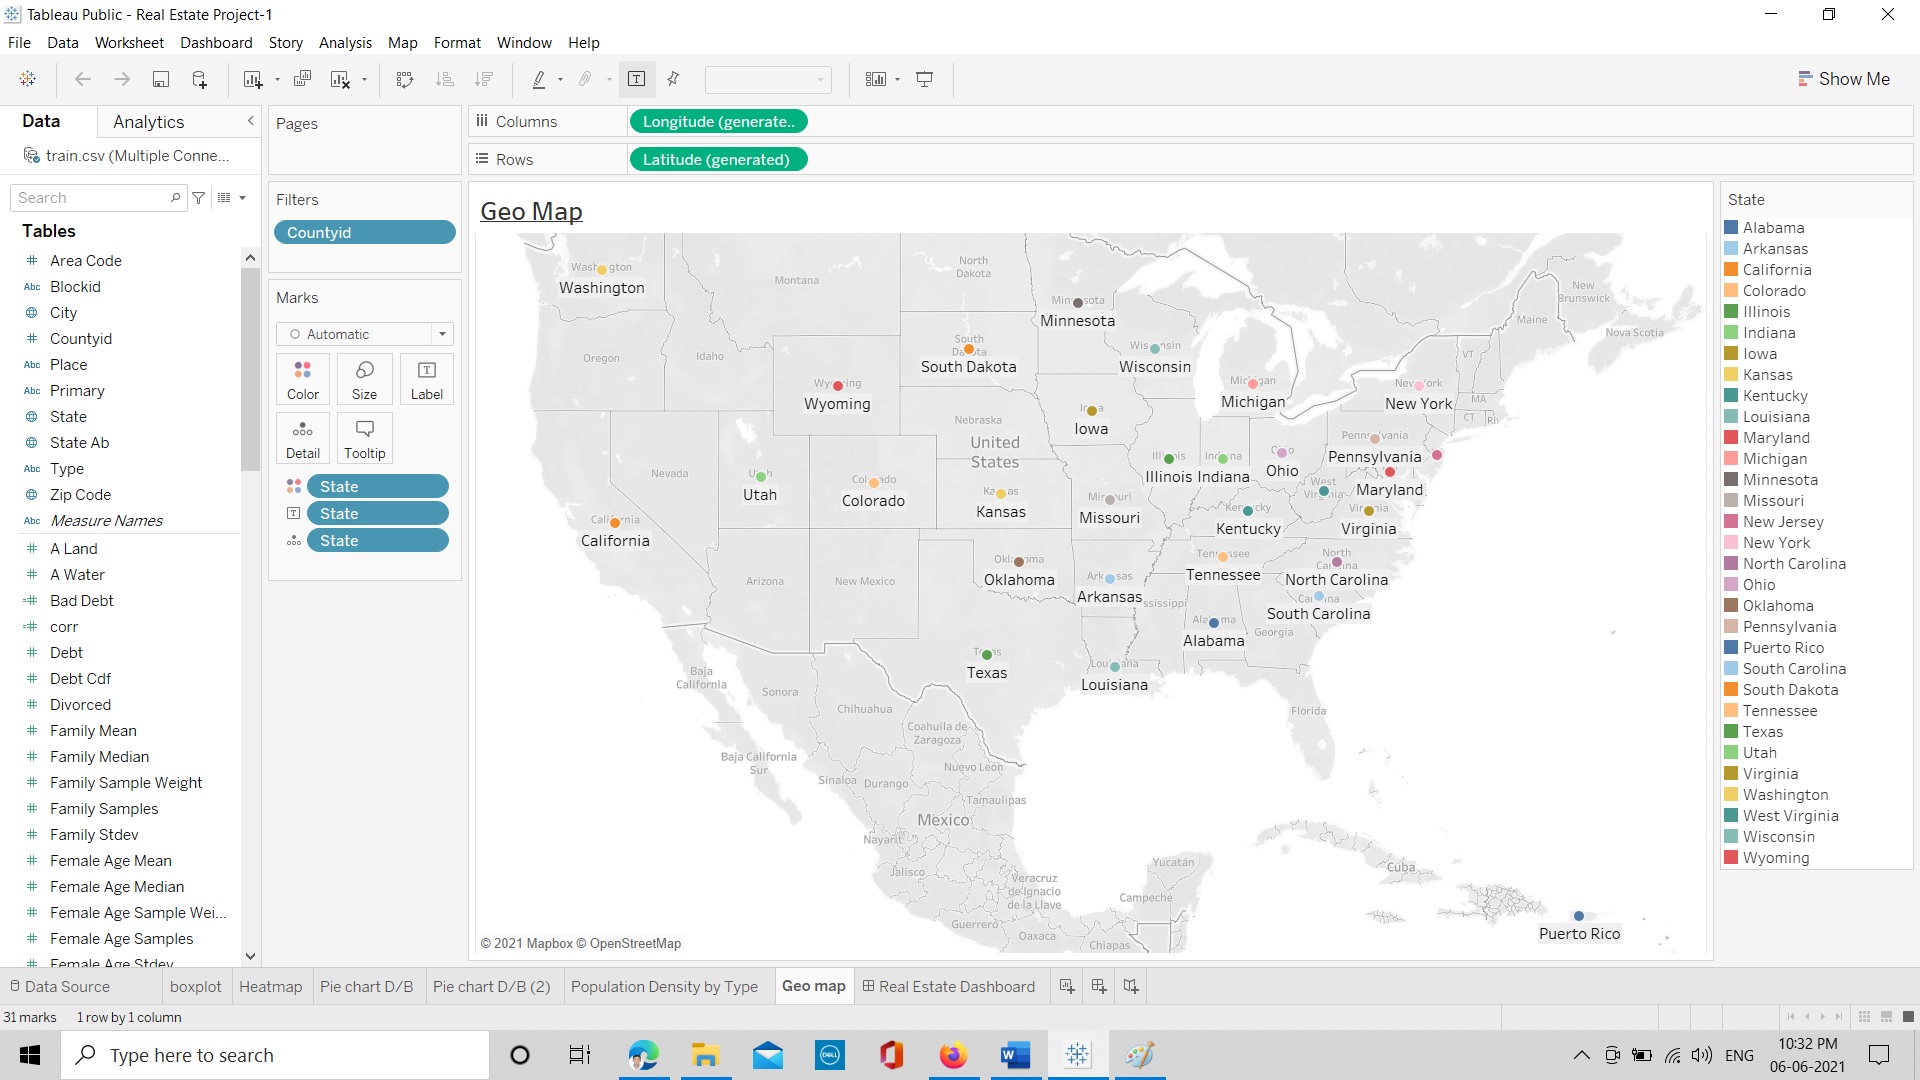 Tableau Public - Real Estate Project-1
File Data Worksheet Dashboard Story Analysis Map Format Window Help
Show Me
Data
Analytics
train.csv (Multiple Conne...
Search
Tables
Area Code
Abc Blockid
City
Countyid
Abc Place
Abc Primary
State
State Ab
Abc Type
Zip Code
Abc Measure Names
A Land
A Water
Bad Debt
corr
Debt
Debt Cdf
Divorced
Family Mean
Family Median
Family Sample Weight
Family Samples
Family Stdev
Female Age Mean
Female Age Median
Female Age Sample Wei...
Female Age Samples
Female Age Stdev
Pages
Filters
Countyid
Marks
Automatic
Color Size Label
Detail Tooltip
State
State
State
Columns
Longitude (generate..
Rows
Latitude (generated)
Geo Map
Washington
Montana
North
Dakota
Minnesota
Oregon
Idaho
South
South Dakota
Wisconsin
Michigan
Wyoming
New York
Maine
New
Brunswick
Nova Scotia
VT
MA
CT
Nebraska
Iowa
United
States
Nevada
Utah
Colorado
Kansas
Missouri
Illinois
Indiana
Ohio
Pennsylvania
Maryland
West
Virginia
Kentucky
California
Arizona
New Mexico
Oklahoma
Arkansas
Tennessee
North
North Carolina
South Carolina
Alabama
Georgia
Texas
Louisiana
Florida
Baja
California
Sonora
Chihuahua
Coahuila de
Zaragoza
Baja California
Sur
Sinaloa
Durango
Nuevo León
Tamaulipas
Mexico
Nayarit
Jalisco
Veracruz
de Ignacio
de la Llave
Guerrero
Oaxaca
Chiapas
Campeche
Yucatán
Cuba
Puerto Rico
© 2021 Mapbox © OpenStreetMap
State
Alabama
Arkansas
California
Colorado
Illinois
Indiana
Iowa
Kansas
Kentucky
Louisiana
Maryland
Michigan
Minnesota
Missouri
New Jersey
New York
North Carolina
Ohio
Oklahoma
Pennsylvania
Puerto Rico
South Carolina
South Dakota
Tennessee
Texas
Utah
Virginia
Washington
West Virginia
Wisconsin
Wyoming
Data Source boxplot Heatmap Pie chart D/B Pie chart D/B (2) Population Density by Type Geo map Real Estate Dashboard
31 marks 1 row by 1 column
Type here to search
DELL
ENG
10:32 PM
06-06-2021